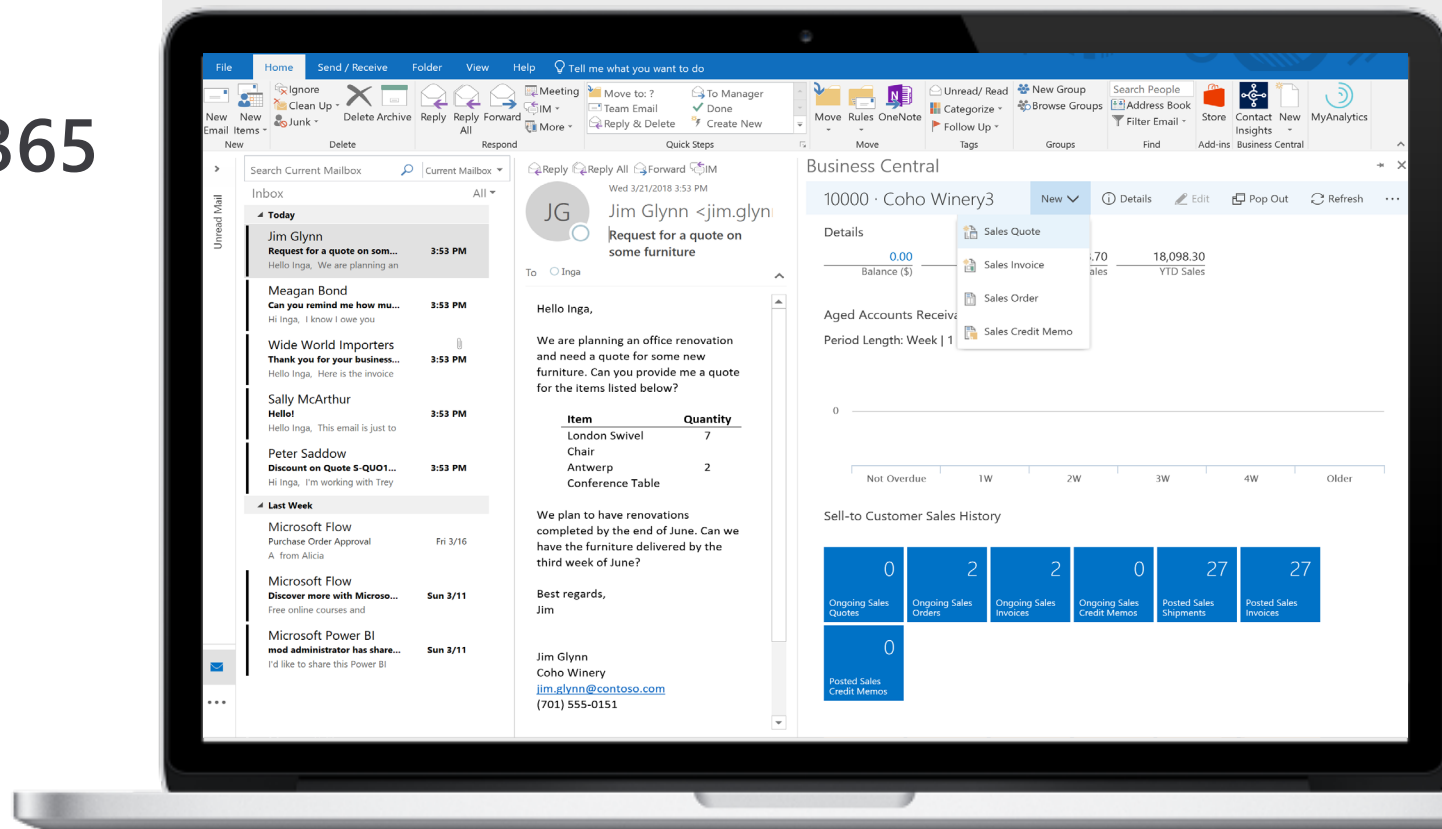 365
File Home Send / Receive Folder View Help Tell me what you want to do
New Email
New Items
Ignore
Clean Up
Junk
Delete
Archive
Reply
Reply All
Forward
Meeting
IM
More
Move to: ?
Team Email
Reply & Delete
To Manager
Done
Create New
Move
Rules
OneNote
Unread/ Read
Categorize
Follow Up
New Group
Browse Groups
Search People
Address Book
Filter Email
Store
Contact Insights
New
MyAnalytics
New Delete Respond Quick Steps Move Tags Groups Find Add-ins Business Central
Unread Mail
Search Current Mailbox Current Mailbox
Inbox All
Today
Jim Glynn
Request for a quote on som... 3:53 PM
Hello Inga, We are planning an
Meagan Bond
Can you remind me how mu... 3:53 PM
Hi Inga, I know I owe you
Wide World Importers
Thank you for your business... 3:53 PM
Hello Inga, Here is the invoice
Sally McArthur
Hello! 3:53 PM
Hello Inga, This email is just to
Peter Saddow
Discount on Quote S-QUO1... 3:53 PM
Hi Inga, I'm working with Trey
Last Week
Microsoft Flow
Purchase Order Approval Fri 3/16
A from Alicia
Microsoft Flow
Discover more with Microso... Sun 3/11
Free online courses and
Microsoft Power BI
mod administrator has share... Sun 3/11
I'd like to share this Power BI
Reply Reply All Forward IM
Wed 3/21/2018 3:53 PM
JG
Jim Glynn <jim.glyn
Request for a quote on
some furniture
To Inga
Hello Inga,
We are planning an office renovation
and need a quote for some new
furniture. Can you provide me a quote
for the items listed below?
Item Quantity
London Swivel 7
Chair
Antwerp 2
Conference Table
We plan to have renovations
completed by the end of June. Can we
have the furniture delivered by the
third week of June?
Best regards,
Jim
Jim Glynn
Coho Winery
jim.glynn@contoso.com
(701) 555-0151
Business Central
10000 · Coho Winery3 New Details Edit Pop Out Refresh
Details
0.00
Balance ($)
.70
ales
18,098.30
YTD Sales
Sales Quote
Sales Invoice
Sales Order
Sales Credit Memo
Aged Accounts Receiva
Period Length: Week | 1
0
Not Overdue 1W 2W 3W 4W Older
Sell-to Customer Sales History
0
Ongoing Sales
Quotes
2
Ongoing Sales
Orders
2
Ongoing Sales
Invoices
0
Ongoing Sales
Credit Memos
27
Posted Sales
Shipments
27
Posted Sales
Invoices
0
Posted Sales
Credit Memos